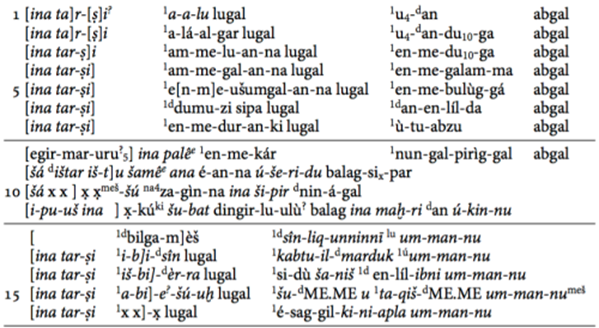 1 [ina ta]r-[ṣ]i? ¹a-a-lu lugal ¹u₄-ᵈan abgal
[ina ta]r-[ṣ]i ¹a-lá-al-gar lugal ¹u₄-ᵈan-du₁₀-ga abgal
[ina tar-ṣ]i ¹am-me-lu-an-na lugal ¹en-me-du₁₀-ga abgal
[ina tar-ṣi] ¹am-me-gal-an-na lugal ¹en-me-galam-ma abgal
5 [ina tar-ṣi] ¹e[n-m]e-ušumgal-an-na lugal ¹en-me-bulùg-gá abgal
[ina tar-ṣi] ¹ᵈdumu-zi sipa lugal ¹ᵈan-en-líl-da abgal
[ina tar-ṣi] ¹en-me-dur-an-ki lugal ¹ù-tu-abzu abgal
[egir-mar-uru?₅] ina palêᵉ ¹en-me-kár ¹nun-gal-pirìg-gal abgal
[šá ᵈištar iš-t]u šamêᵉ ana é-an-na ú-še-ri-du balag-siₓ-par
10 [šá x x ] x̣ x̣ᵐᵉš-šú ⁿᵃ⁴za-gìn-na ina ši-pir ᵈnin-á-gal
[i-pu-uš ina ] x̣-kúᵏⁱ šu-bat dingir-lu-ulù? balag ina maḫ-ri ᵈan ú-kin-nu
[ ¹ᵈbilga-m]èš ¹ᵈsîn-liq-unninnī ˡᵘ um-man-nu
[ina tar-ṣi ¹i-b]i-ᵈsîn lugal ¹kabtu-il-ᵈmarduk ˡúum-man-nu
[ina tar-ṣi ¹iš-bi]-ᵈèr-ra lugal ¹si-dù ša-niš ¹ᵈ en-líl-ibni um-man-nu
15 [ina tar-ṣi ¹a-bi]-e?-šú-uḫ lugal ¹šu-ᵈME.ME u ¹ta-qiš-ᵈME.ME um-man-nuᵐᵉš
[ina tar-ṣi ¹x x]-x̣ lugal ¹é-sag-gil-ki-ni-apla um-man-nu